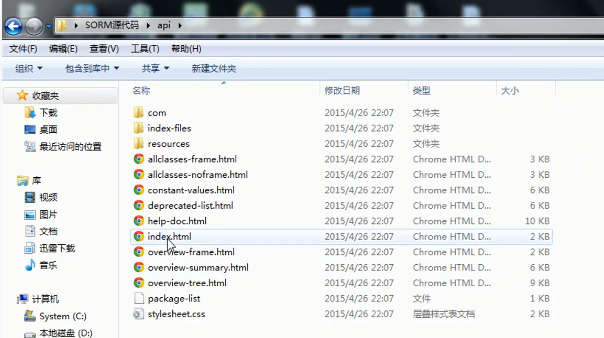 SORM源代码 api
文件(F) 编辑(E) 查看(V) 工具(T) 帮助(H)
组织 包含到库中 共享 新建文件夹
收藏夹
下载
桌面
最近访问的位置
库
视频
图片
文档
迅雷下载
音乐
计算机
System (C:)
本地磁盘 (D:)
名称 修改日期 类型 大小
com 2015/4/26 22:07 文件夹
index-files 2015/4/26 22:07 文件夹
resources 2015/4/26 22:07 文件夹
allclasses-frame.html 2015/4/26 22:07 Chrome HTML D... 3 KB
allclasses-noframe.html 2015/4/26 22:07 Chrome HTML D... 3 KB
constant-values.html 2015/4/26 22:07 Chrome HTML D... 6 KB
deprecated-list.html 2015/4/26 22:07 Chrome HTML D... 6 KB
help-doc.html 2015/4/26 22:07 Chrome HTML D... 10 KB
index.html 2015/4/26 22:07 Chrome HTML D... 2 KB
overview-frame.html 2015/4/26 22:07 Chrome HTML D... 2 KB
overview-summary.html 2015/4/26 22:07 Chrome HTML D... 6 KB
overview-tree.html 2015/4/26 22:07 Chrome HTML D... 9 KB
package-list 2015/4/26 22:07 文件 1 KB
stylesheet.css 2015/4/26 22:07 层叠样式表文档 14 KB